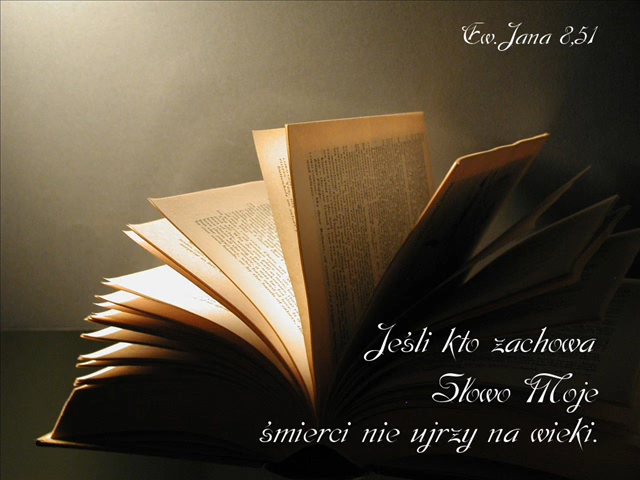 Ew. Jana 8,51
Jeśli kto zachowa
Słowo Moje
śmierci nie ujrzy na wieki.